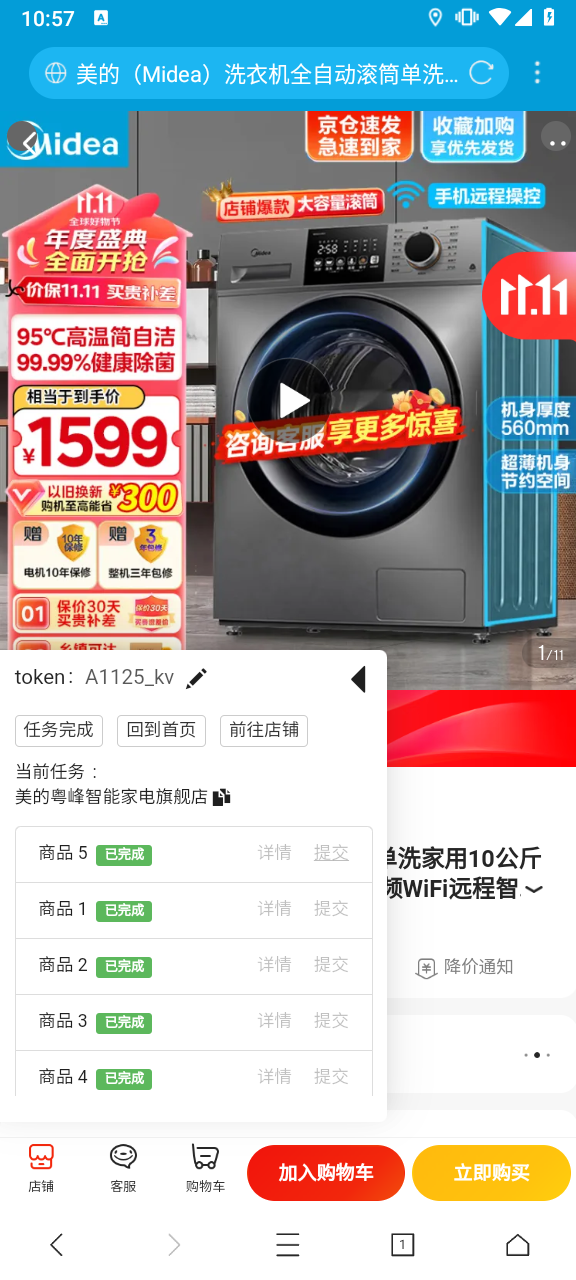 10:57
A
美的（Midea）洗衣机全自动滚筒单洗...
Midea
京仓速发
急速到家
收藏加购
享优先发货
11.11
全球好物节
年度盛典
全面开抢
价保11.11 买贵补差
店铺爆款 大容量滚筒
手机远程操控
Midea
2:58
95℃高温筒自洁
99.99%健康除菌
11.11
相当于到手价
¥1599
咨询客服享更多惊喜
机身厚度
560mm
超薄机身
节约空间
以旧换新
购机至高能省
¥300
赠
10年
保修
电机10年保修
赠
3
年包修
整机三年包修
01
保价30天
买贵补差
保价30天
1/11
token： A1125_kv
任务完成
回到首页
前往店铺
当前任务 ：
美的粤峰智能家电旗舰店
商品 5 已完成 详情 提交
商品 1 已完成 详情 提交
商品 2 已完成 详情 提交
商品 3 已完成 详情 提交
商品 4 已完成 详情 提交
单洗家用10公斤
频WiFi远程智
降价通知
店铺
客服
购物车
加入购物车
立即购买
1